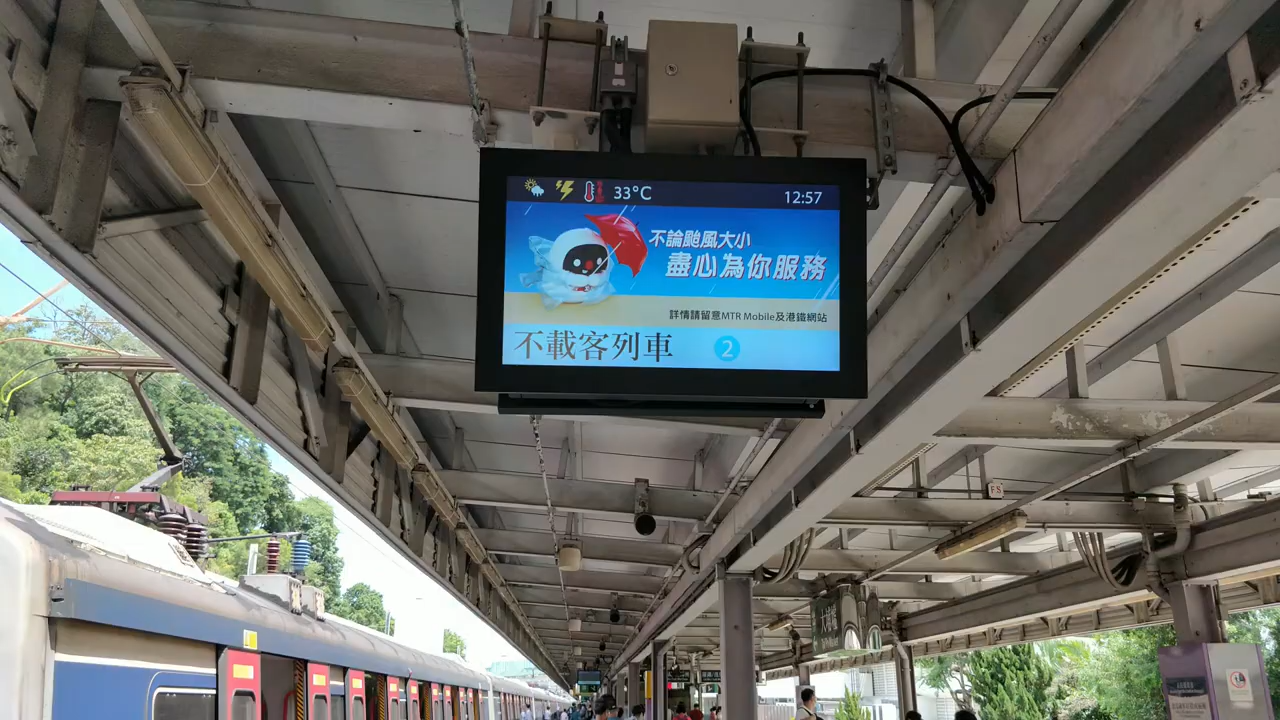 33°C
12:57
不論颱風大小
盡心為你服務
詳情請留意MTR Mobile及港鐵網站
不載客列車 2
FS